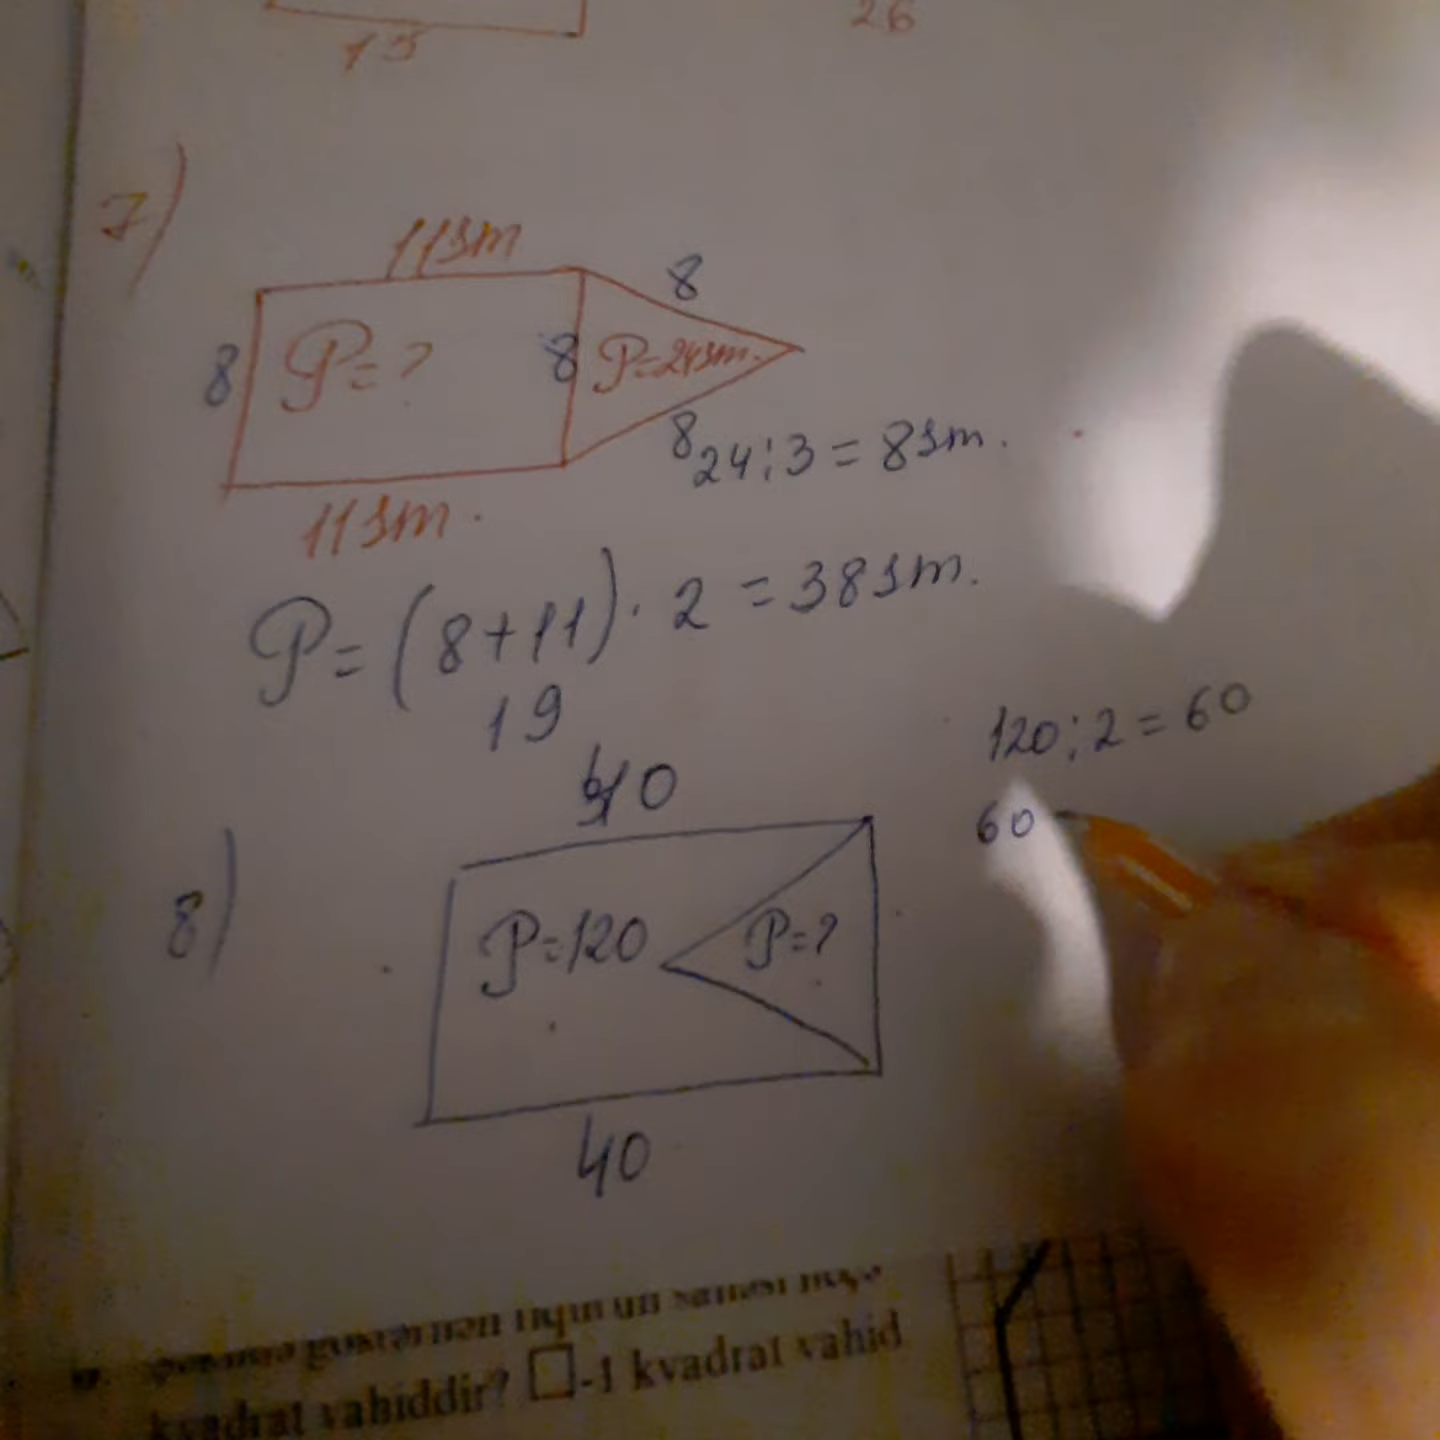 15
26
7)
11sm
8
8
P=?
8
P=24sm.
8
24:3=8sm.
11sm.
P=(8+11)·2=38sm.
19
120:2=60
40
60
8)
P=120
P=?
40
kvadrat vahiddir? □-1 kvadrat vahid